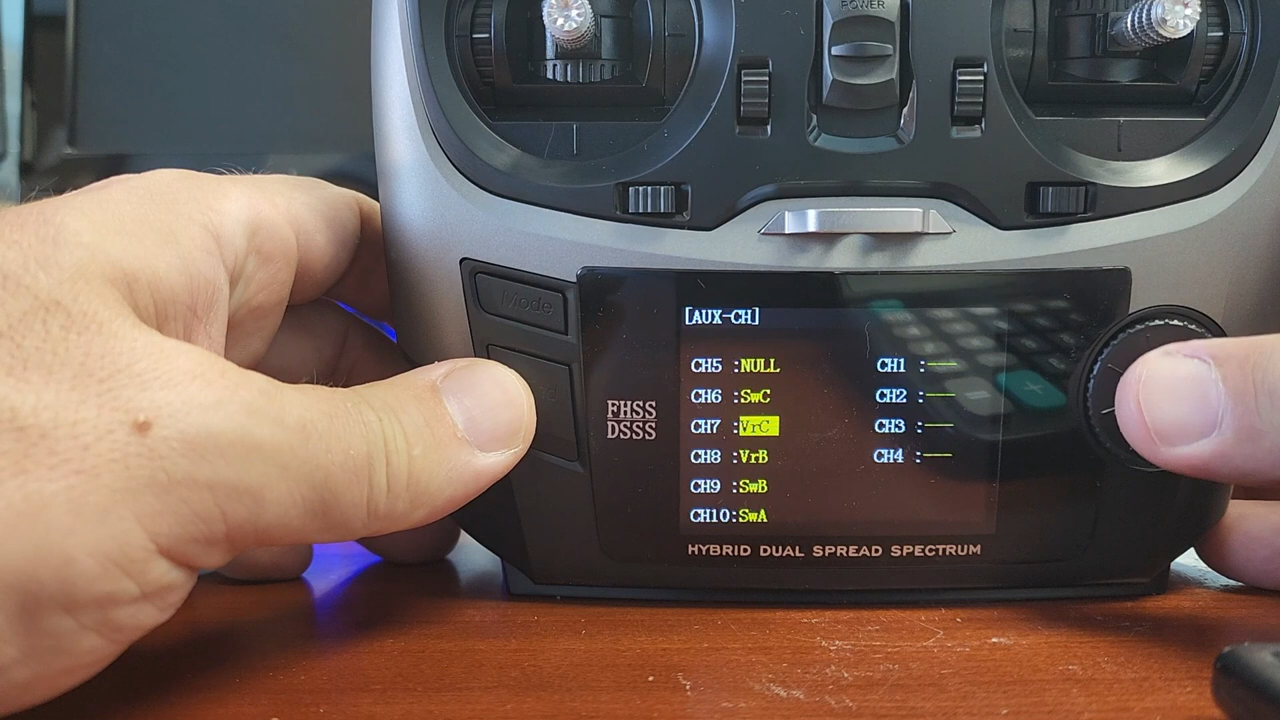 POWER
Mode
[AUX-CH]
CH5 :NULL CH1 :——
CH6 :SwC CH2 :——
CH7 :VrC CH3 :——
CH8 :VrB CH4 :——
CH9 :SwB
CH10:SwA
FHSS
DSSS
HYBRID DUAL SPREAD SPECTRUM